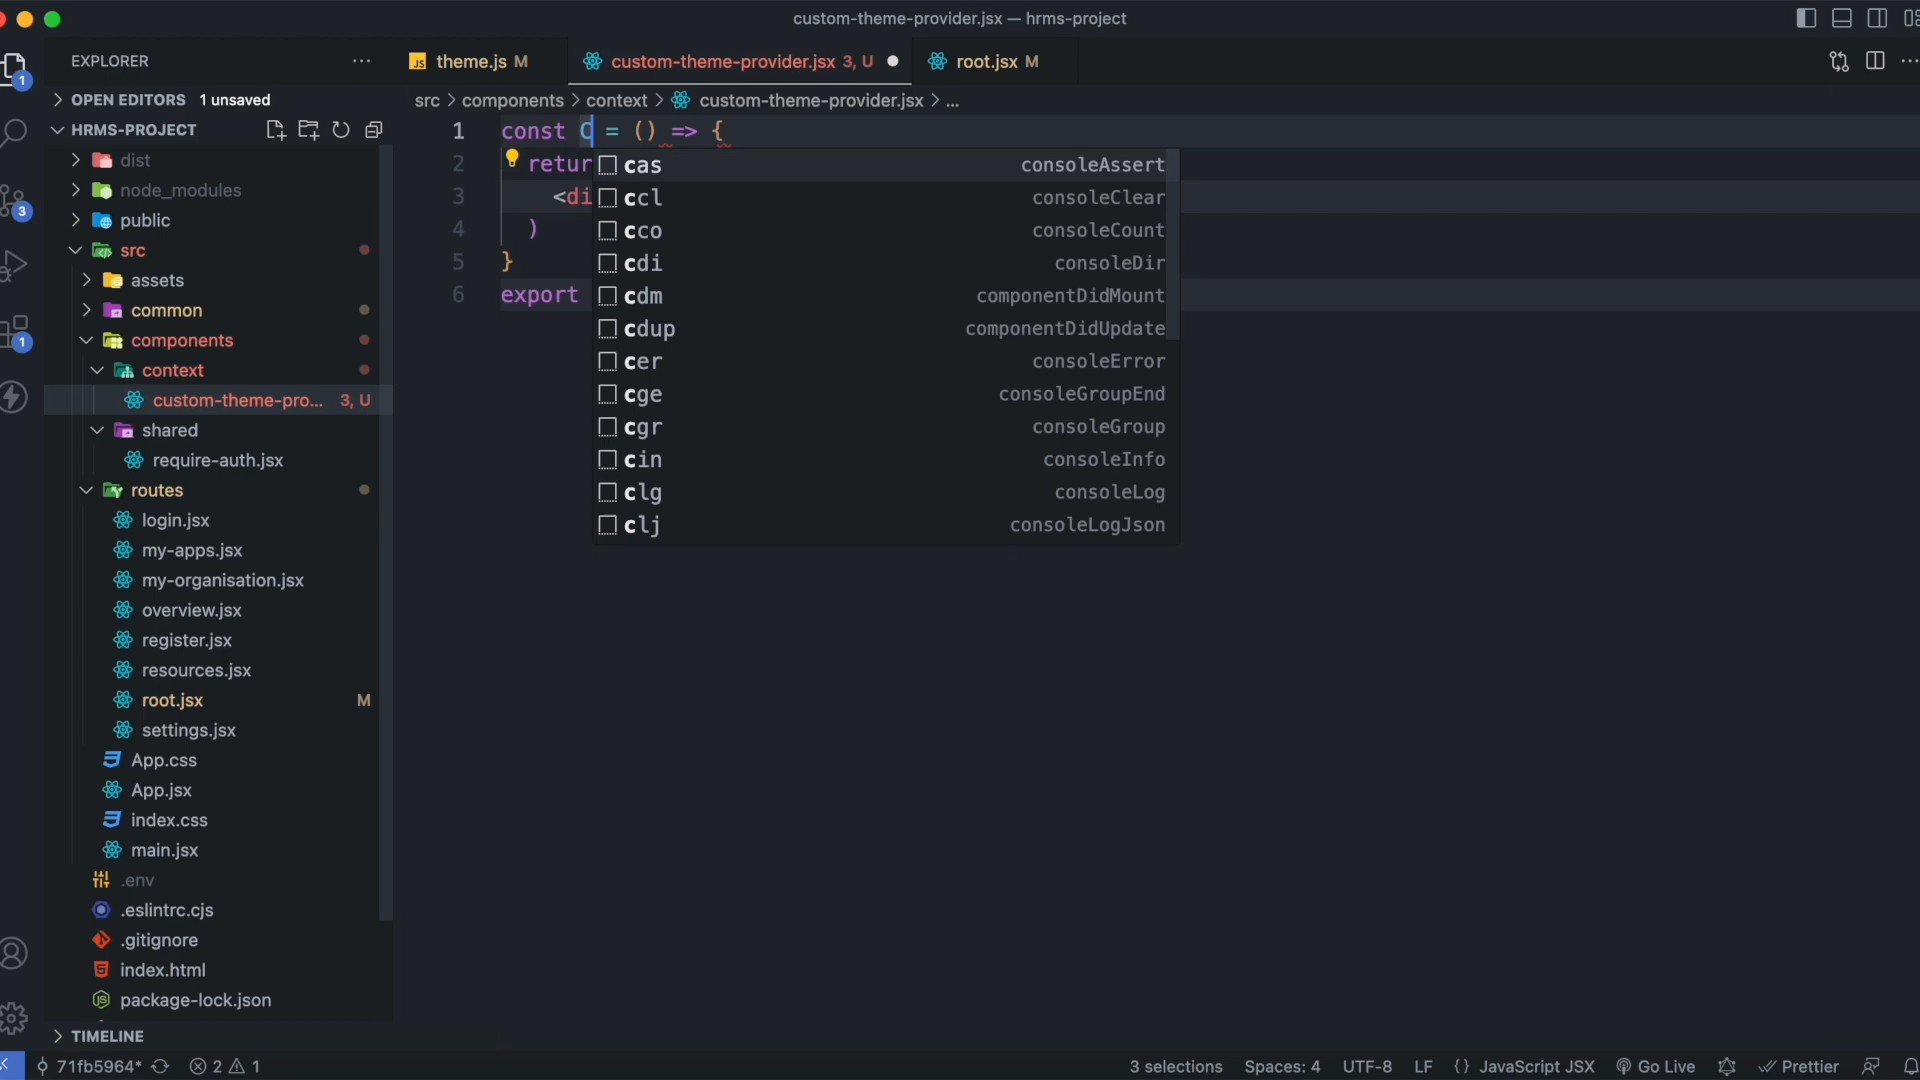 custom-theme-provider.jsx — hrms-project
EXPLORER
theme.js M
custom-theme-provider.jsx 3, U
root.jsx M
1
OPEN EDITORS 1 unsaved
src > components > context > custom-theme-provider.jsx > ...
HRMS-PROJECT
dist
node_modules
public
src
assets
common
components
context
custom-theme-pro... 3, U
shared
require-auth.jsx
routes
login.jsx
my-apps.jsx
my-organisation.jsx
overview.jsx
register.jsx
resources.jsx
root.jsx M
settings.jsx
App.css
App.jsx
index.css
main.jsx
.env
.eslintrc.cjs
.gitignore
index.html
package-lock.json
TIMELINE
3
1
1 const C = () => {
2 retur
3 <di
4 )
5 }
6 export
cas consoleAssert
ccl consoleClear
cco consoleCount
cdi consoleDir
cdm componentDidMount
cdup componentDidUpdate
cer consoleError
cge consoleGroupEnd
cgr consoleGroup
cin consoleInfo
clg consoleLog
clj consoleLogJson
71fb5964* 2 1
3 selections Spaces: 4 UTF-8 LF {} JavaScript JSX Go Live Prettier